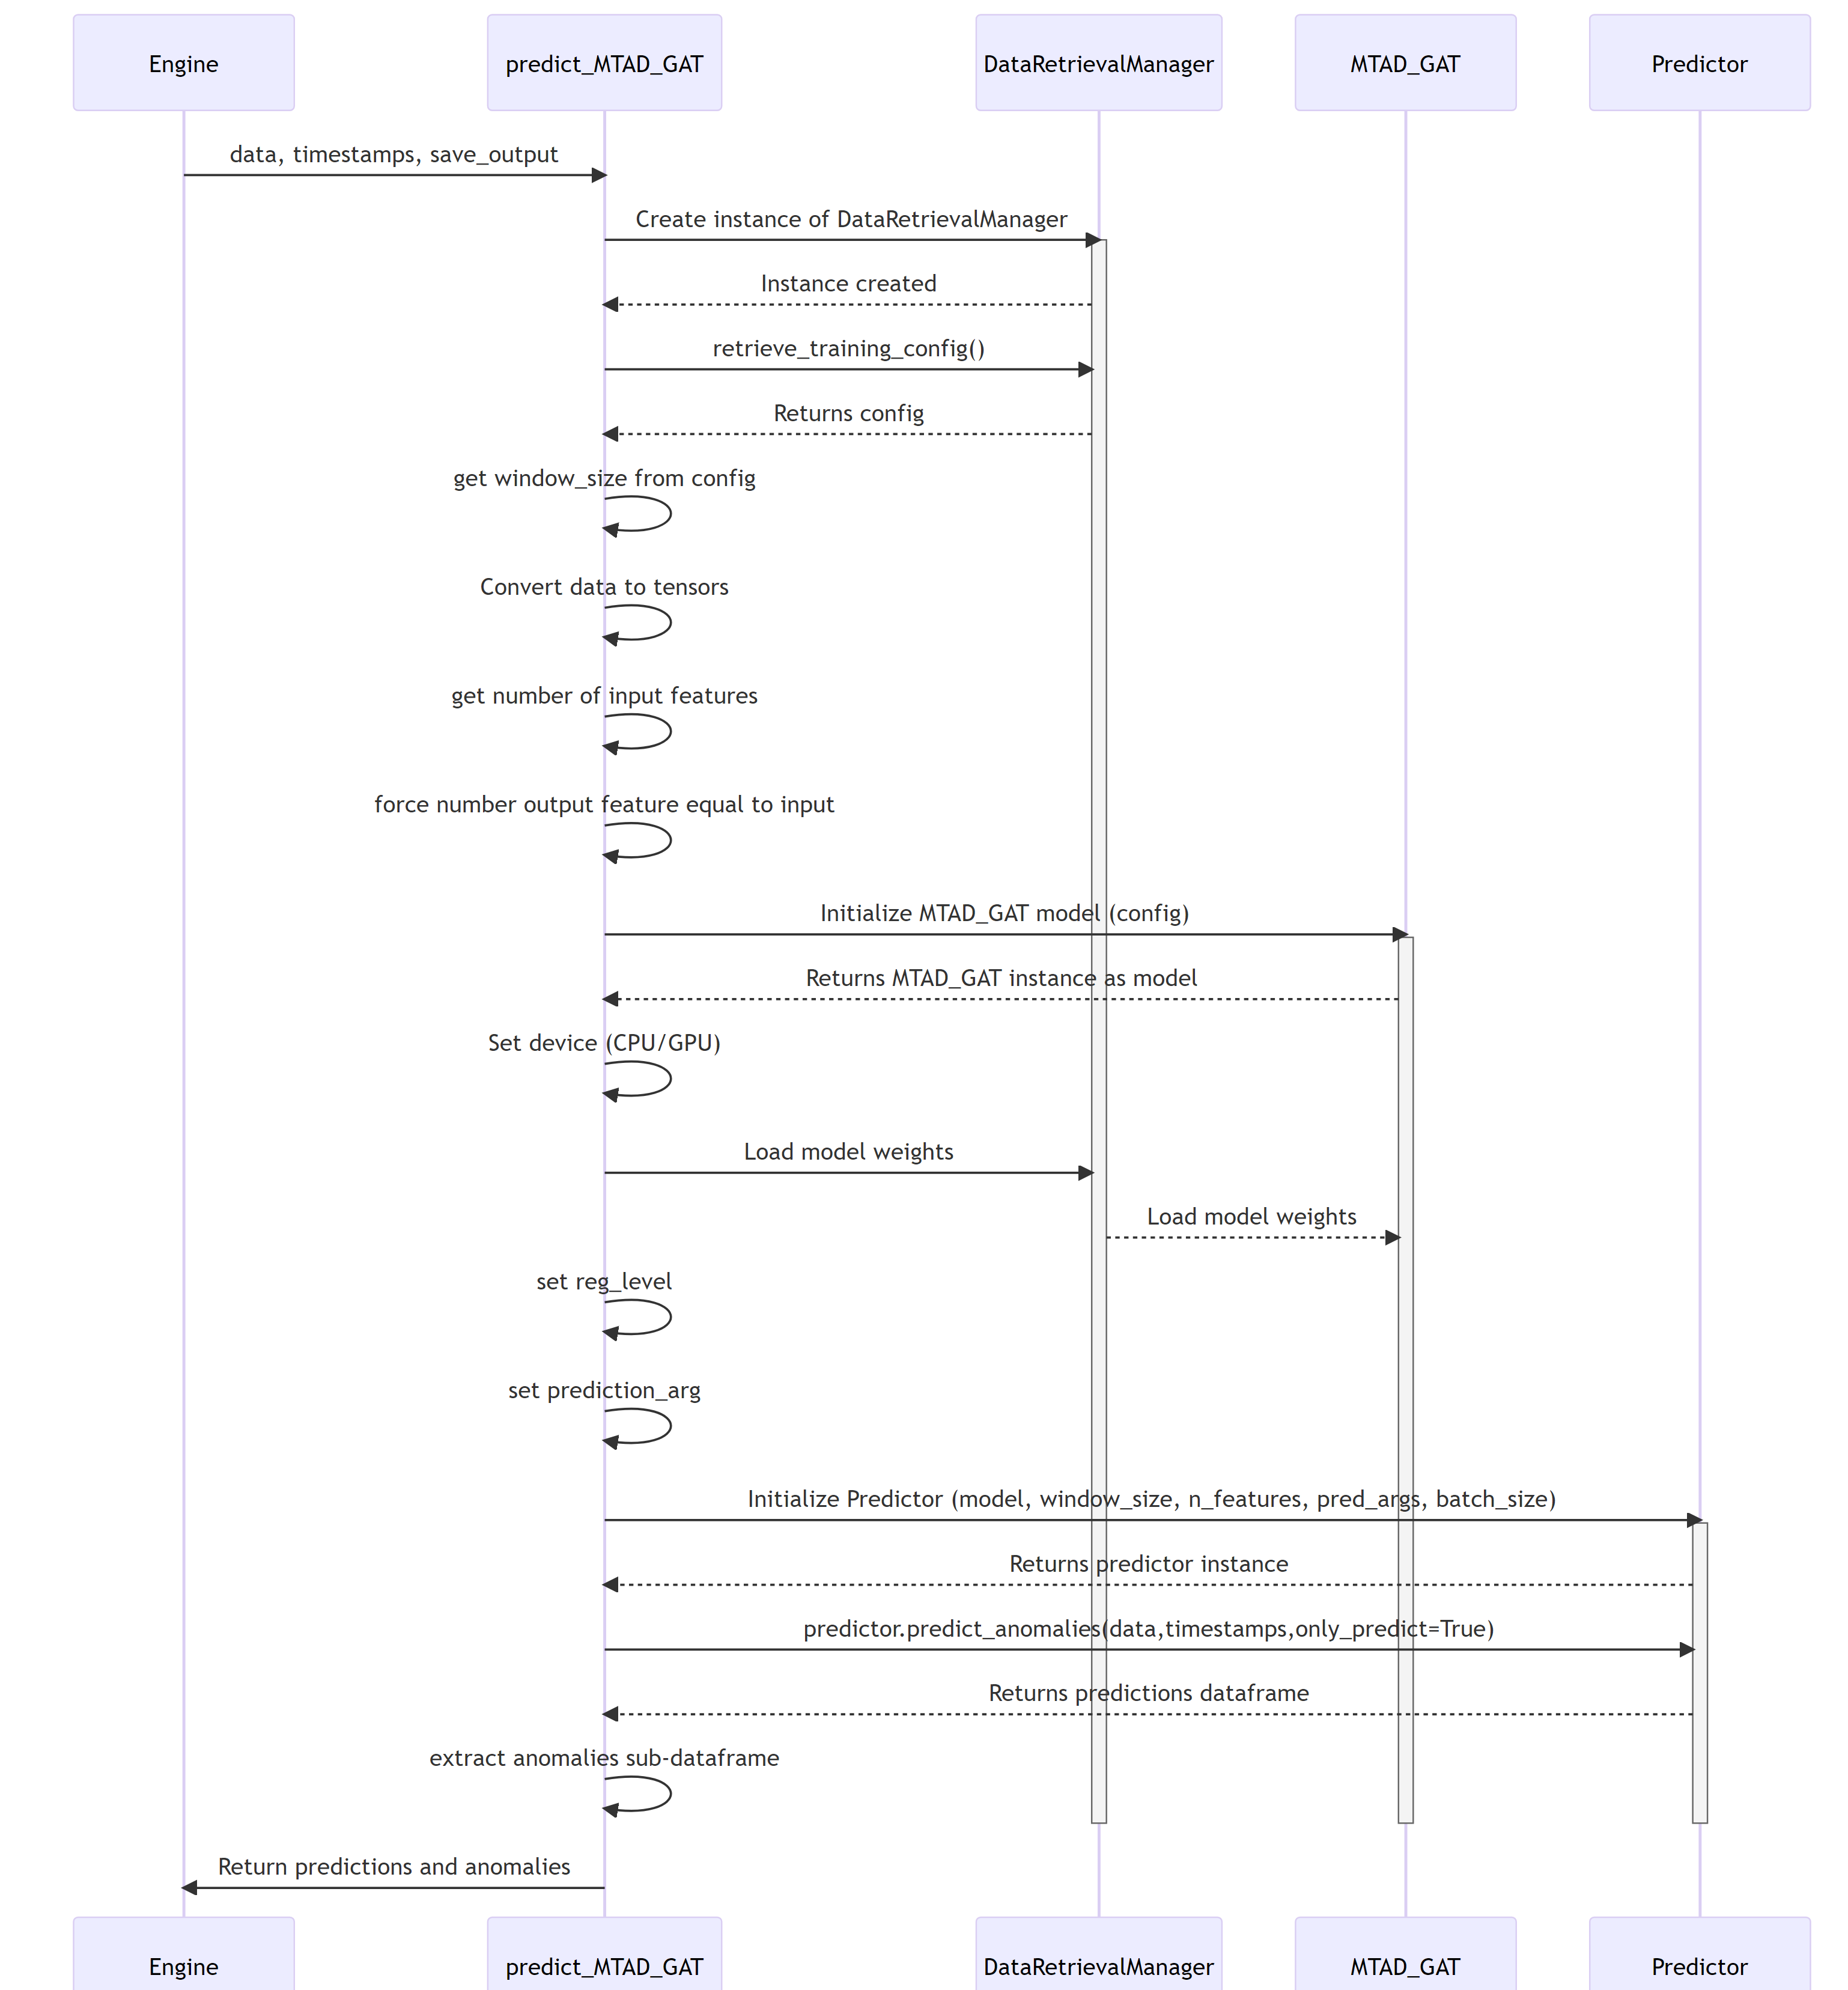 Engine
predict_MTAD_GAT
DataRetrievalManager
MTAD_GAT
Predictor
data, timestamps, save_output
Create instance of DataRetrievalManager
Instance created
retrieve_training_config()
Returns config
get window_size from config
Convert data to tensors
get number of input features
force number output feature equal to input
Initialize MTAD_GAT model (config)
Returns MTAD_GAT instance as model
Set device (CPU/GPU)
Load model weights
Load model weights
set reg_level
set prediction_arg
Initialize Predictor (model, window_size, n_features, pred_args, batch_size)
Returns predictor instance
predictor.predict_anomalies(data,timestamps,only_predict=True)
Returns predictions dataframe
extract anomalies sub-dataframe
Return predictions and anomalies
Engine
predict_MTAD_GAT
DataRetrievalManager
MTAD_GAT
Predictor